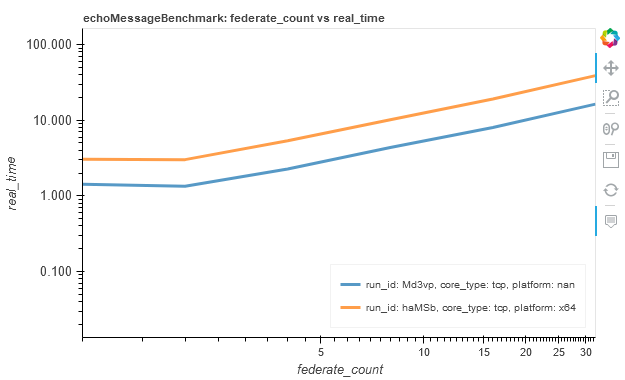 echoMessageBenchmark: federate_count vs real_time
100.000
10.000
1.000
0.100
real_time
run_id: Md3vp, core_type: tcp, platform: nan
run_id: haMSb, core_type: tcp, platform: x64
5
10
15
20
25
30
federate_count